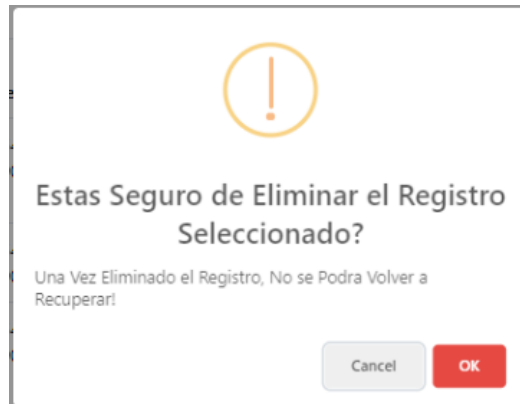 Estas Seguro de Eliminar el Registro
Seleccionado?
Una Vez Eliminado el Registro, No se Podra Volver a
Recuperar!
Cancel
OK